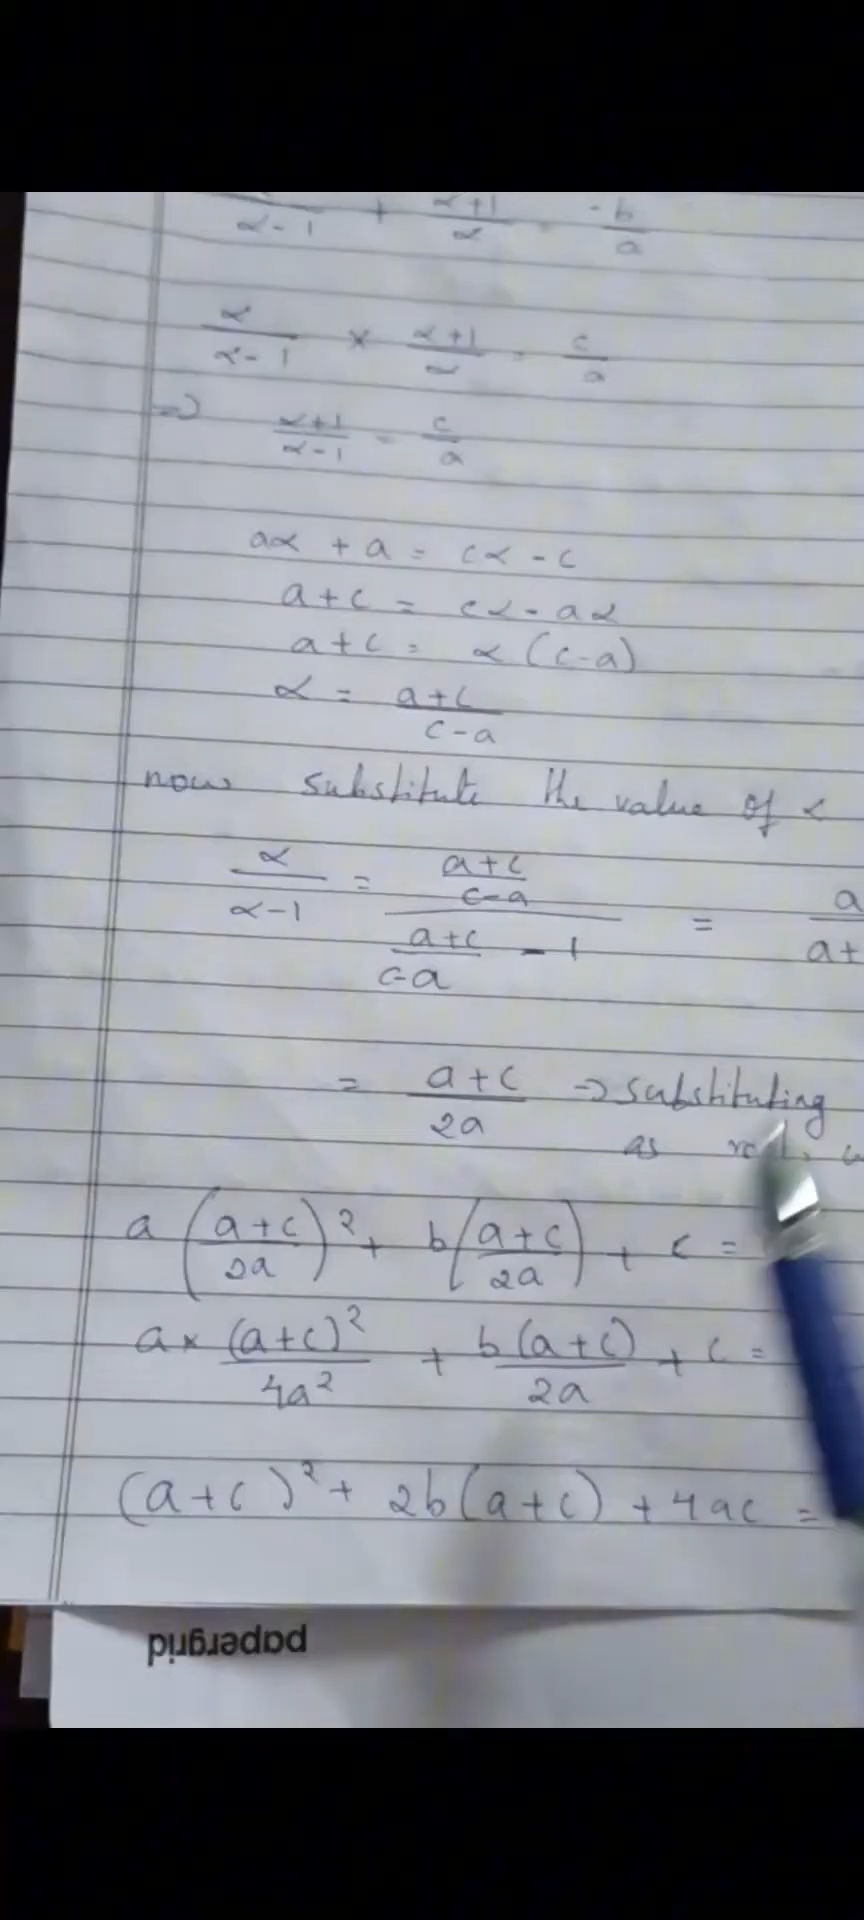 α-1 + α+1/α = -b/a
α/α-1 × α+1/α = c/a
=> α+1/α-1 = c/a
aα + a = cα - c
a+c = cα - aα
a+c = α(c-a)
α = a+c/c-a
now substitute the value of α
α/α-1 = a+c/c-a / a+c/c-a - 1 = a/a+
= a+c/2a → substituting
as
a(a+c/2a)² + b(a+c/2a) + c =
a × (a+c)²/4a² + b(a+c)/2a + c =
(a+c)² + 2b(a+c) + 4ac =
papergrid